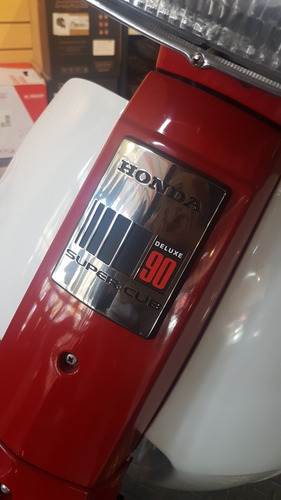 HONDA
DELUXE
90
SUPER CUB